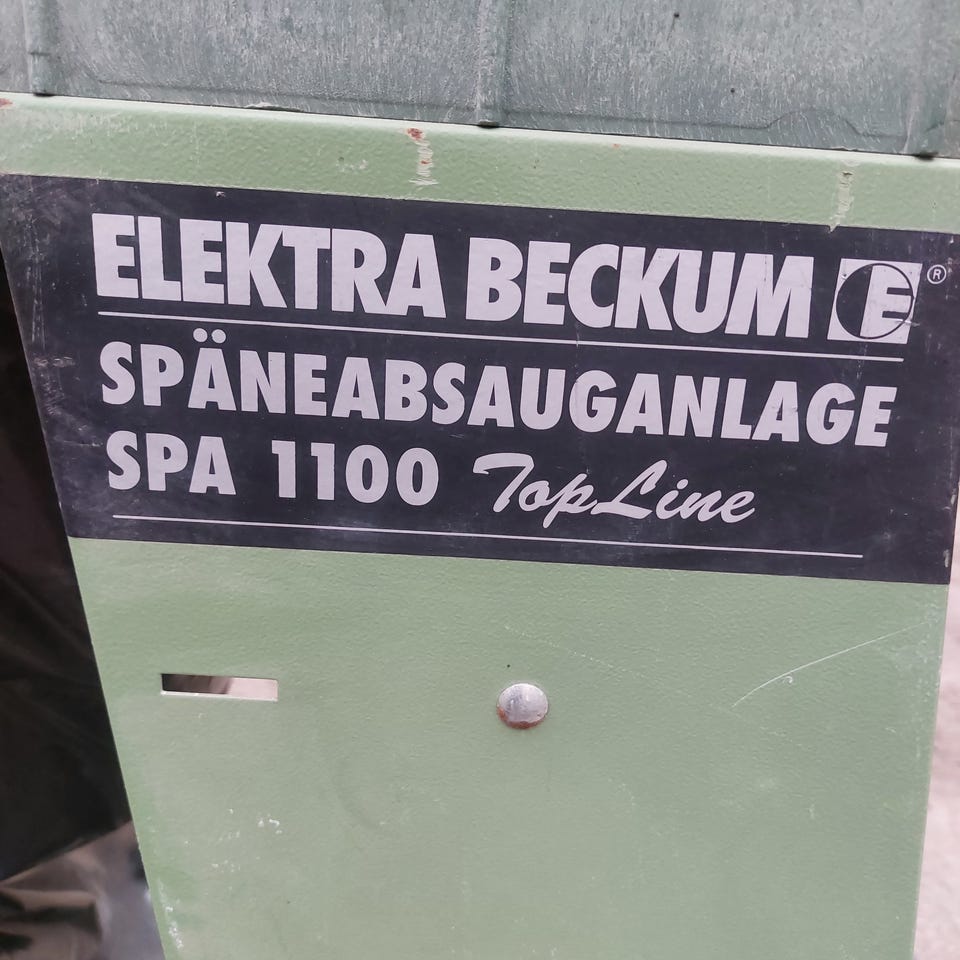 ELEKTRA BECKUM E ®
SPÄNEABSAUGANLAGE
SPA 1100 TopLine